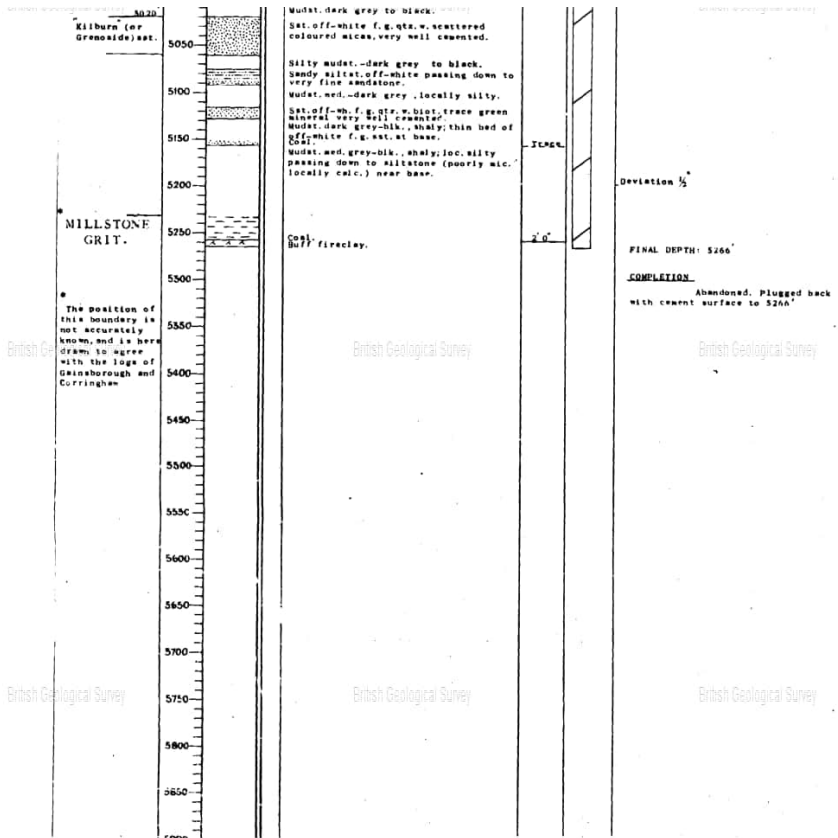 5020'
"Kilburn" (or
Grenoside) sst.
*
MILLSTONE
GRIT.
*
The position of
this boundary is
not accurately
known, and is here
drawn to agree
with the logs of
Gainsborough and
Corringham
5050
5100
5150
5200
5250
5300
5350
5400
5450
5500
5550
5600
5650
5700
5750
5800
5850
Mudst. dark grey to black.
Sst. off-white f.g. qtz. w. scattered
coloured micas, very well cemented.
Silty mudst. -dark grey to black.
Sandy siltst. off-white passing down to
very fine sandstone.
Mudst. med. -dark grey, locally silty.
Sst. off-wh. f.g. qtz. w. biot. trace green
mineral very well cemented.
Mudst. dark grey-blk., shaly; thin bed of
off-white f.g. sst. at base.
Coal.
Mudst. med. grey-blk., shaly; loc. silty
passing down to siltstone (poorly mic.
locally calc.) near base.
Coal.
Buff fireclay.
Trace
2'0"
Deviation ½°
FINAL DEPTH: 5266'
COMPLETION
Abandoned. Plugged back
with cement surface to 5266'
British Geological Survey
British Geological Survey
British Geological Survey
British Geological Survey
British Geological Survey
British Geological Survey